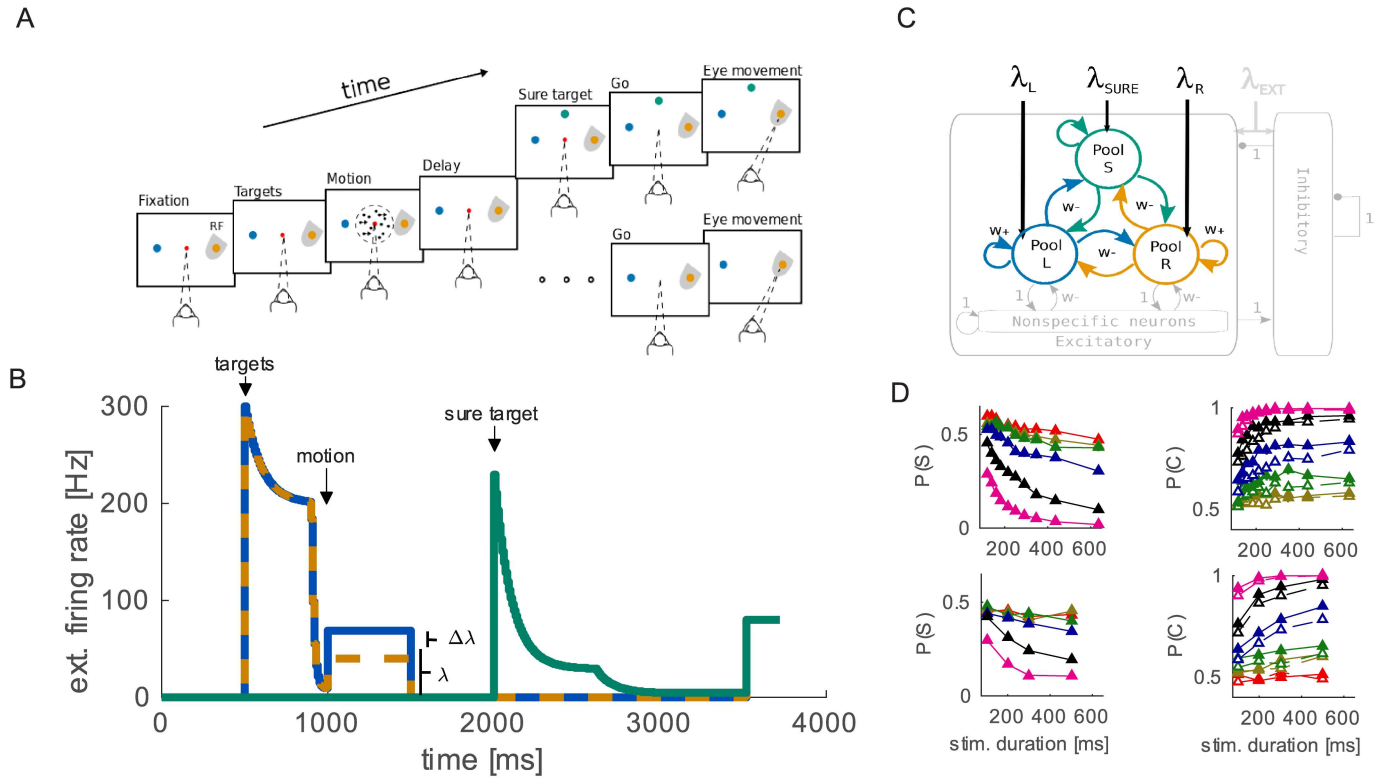 A
time
Fixation
RF
Targets
Motion
Delay
Sure target
Go
Eye movement
Go
Eye movement
B
targets
motion
sure target
300
200
100
0
ext. firing rate [Hz]
Δλ
λ
0
1000
2000
3000
4000
time [ms]
C
λL
λSURE
λR
λEXT
Pool
S
w-
w-
w+
Pool
L
w-
Pool
R
w+
1
w-
1
w-
1
Nonspecific neurons
Excitatory
1
1
Inhibitory
1
D
P(S)
0.5
0
200 400 600
P(C)
1
0.5
200 400 600
P(S)
0.5
0
200 400 600
stim. duration [ms]
P(C)
1
0.5
200 400 600
stim. duration [ms]